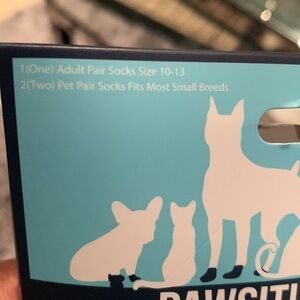 1(One) Adult Pair Socks Size 10-13
2(Two) Pet Pair Socks Fits Most Small Breeds